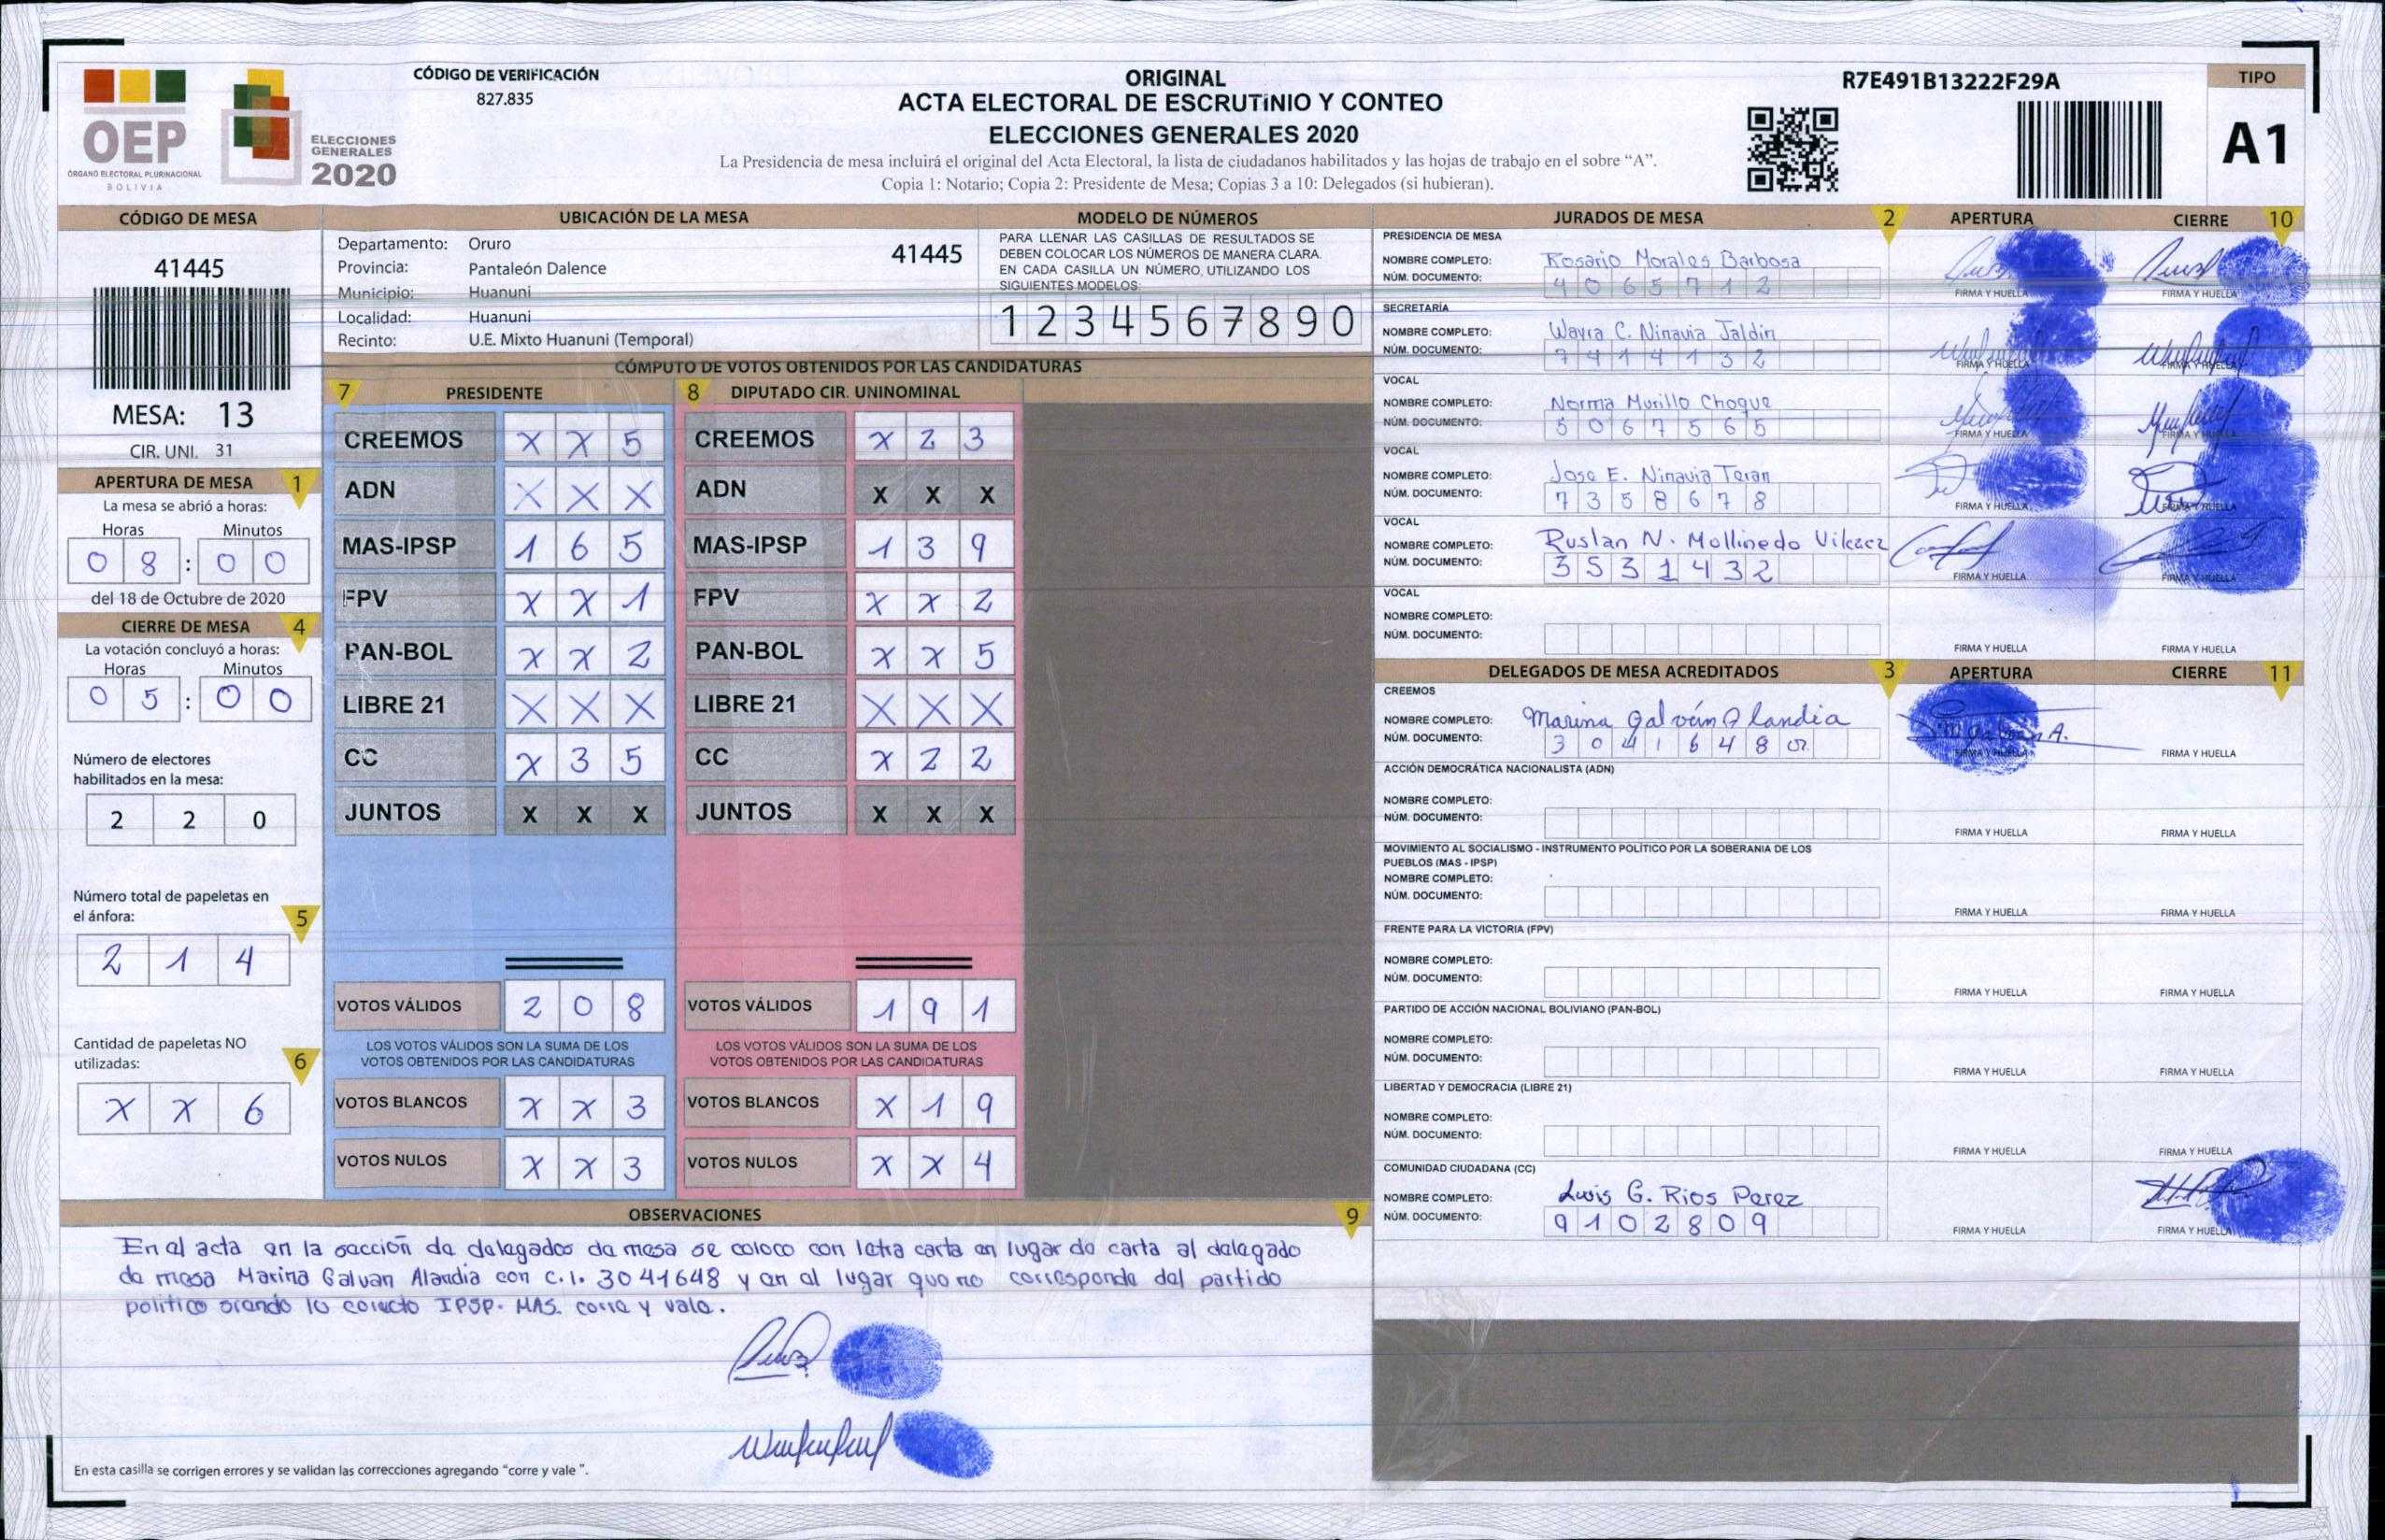 CÓDIGO DE VERIFICACIÓN
827.835
OEP
ÓRGANO ELECTORAL PLURINACIONAL
BOLIVIA
ELECCIONES
GENERALES
2020
ORIGINAL
ACTA ELECTORAL DE ESCRUTINIO Y CONTEO
ELECCIONES GENERALES 2020
La Presidencia de mesa incluirá el original del Acta Electoral, la lista de ciudadanos habilitados y las hojas de trabajo en el sobre “A”.
Copia 1: Notario; Copia 2: Presidente de Mesa; Copias 3 a 10: Delegados (si hubieran).
R7E491B13222F29A
TIPO
A1
CÓDIGO DE MESA
41445
MESA: 13
CIR. UNI. 31
UBICACIÓN DE LA MESA
Departamento: Oruro 41445
Provincia: Pantaleón Dalence
Municipio: Huanuni
Localidad: Huanuni
Recinto: U.E. Mixto Huanuni (Temporal)
MODELO DE NÚMEROS
PARA LLENAR LAS CASILLAS DE RESULTADOS SE
DEBEN COLOCAR LOS NÚMEROS DE MANERA CLARA.
EN CADA CASILLA UN NÚMERO, UTILIZANDO LOS
SIGUIENTES MODELOS:
1 2 3 4 5 6 7 8 9 0
APERTURA DE MESA 1
La mesa se abrió a horas:
Horas Minutos
0 8 : 0 0
del 18 de Octubre de 2020
CIERRE DE MESA 4
La votación concluyó a horas:
Horas Minutos
0 5 : 0 0
Número de electores
habilitados en la mesa:
2 2 0
Número total de papeletas en
el ánfora: 5
2 1 4
Cantidad de papeletas NO
utilizadas: 6
X X 6
CÓMPUTO DE VOTOS OBTENIDOS POR LAS CANDIDATURAS
7 PRESIDENTE
CREEMOS X X 5
ADN X X X
MAS-IPSP 1 6 5
FPV X X 1
PAN-BOL X X 2
LIBRE 21 X X X
CC X 3 5
JUNTOS X X X
VOTOS VÁLIDOS 2 0 8
LOS VOTOS VÁLIDOS SON LA SUMA DE LOS
VOTOS OBTENIDOS POR LAS CANDIDATURAS
VOTOS BLANCOS X X 3
VOTOS NULOS X X 3
8 DIPUTADO CIR. UNINOMINAL
CREEMOS X 2 3
ADN X X X
MAS-IPSP 1 3 9
FPV X X 2
PAN-BOL X X 5
LIBRE 21 X X X
CC X 2 2
JUNTOS X X X
VOTOS VÁLIDOS 1 9 1
LOS VOTOS VÁLIDOS SON LA SUMA DE LOS
VOTOS OBTENIDOS POR LAS CANDIDATURAS
VOTOS BLANCOS X 1 9
VOTOS NULOS X X 4
OBSERVACIONES 9
En el acta en la sección de delegados de mesa se coloco con letra carta en lugar de carta al delegado
de mesa Marina Galvan Alandia con c.i. 3041648 y en el lugar que no corresponde del partido
politico siendo lo correcto IPSP-MAS. corre y vale.
En esta casilla se corrigen errores y se validan las correcciones agregando “corre y vale”.
JURADOS DE MESA 2 APERTURA CIERRE 10
PRESIDENCIA DE MESA
NOMBRE COMPLETO: Rosario Morales Barbosa
NÚM. DOCUMENTO: 4 0 6 5 7 1 2
FIRMA Y HUELLA FIRMA Y HUELLA
SECRETARÍA
NOMBRE COMPLETO: Wayra C. Ninavia Jaldin
NÚM. DOCUMENTO: 7 4 1 4 1 3 2
FIRMA Y HUELLA FIRMA Y HUELLA
VOCAL
NOMBRE COMPLETO: Norma Murillo Choque
NÚM. DOCUMENTO: 5 0 6 7 5 6 5
FIRMA Y HUELLA FIRMA Y HUELLA
VOCAL
NOMBRE COMPLETO: Jose E. Ninavia Teran
NÚM. DOCUMENTO: 7 3 5 8 6 7 8
FIRMA Y HUELLA FIRMA Y HUELLA
VOCAL
NOMBRE COMPLETO: Ruslan N. Mollinedo
NÚM. DOCUMENTO: 3 5 3 1 4 3 2
FIRMA Y HUELLA FIRMA Y HUELLA
VOCAL
NOMBRE COMPLETO:
NÚM. DOCUMENTO:
FIRMA Y HUELLA FIRMA Y HUELLA
DELEGADOS DE MESA ACREDITADOS 3 APERTURA CIERRE 11
CREEMOS
NOMBRE COMPLETO: Marina Galván Alandia
NÚM. DOCUMENTO: 3 0 4 1 6 4 8 or.
FIRMA Y HUELLA FIRMA Y HUELLA
ACCIÓN DEMOCRÁTICA NACIONALISTA (ADN)
NOMBRE COMPLETO:
NÚM. DOCUMENTO:
FIRMA Y HUELLA FIRMA Y HUELLA
MOVIMIENTO AL SOCIALISMO - INSTRUMENTO POLÍTICO POR LA SOBERANIA DE LOS
PUEBLOS (MAS - IPSP)
NOMBRE COMPLETO:
NÚM. DOCUMENTO:
FIRMA Y HUELLA FIRMA Y HUELLA
FRENTE PARA LA VICTORIA (FPV)
NOMBRE COMPLETO:
NÚM. DOCUMENTO:
FIRMA Y HUELLA FIRMA Y HUELLA
PARTIDO DE ACCIÓN NACIONAL BOLIVIANO (PAN-BOL)
NOMBRE COMPLETO:
NÚM. DOCUMENTO:
FIRMA Y HUELLA FIRMA Y HUELLA
LIBERTAD Y DEMOCRACIA (LIBRE 21)
NOMBRE COMPLETO:
NÚM. DOCUMENTO:
FIRMA Y HUELLA FIRMA Y HUELLA
COMUNIDAD CIUDADANA (CC)
NOMBRE COMPLETO: Luis G. Rios Perez
NÚM. DOCUMENTO: 9 1 0 2 8 0 9
FIRMA Y HUELLA FIRMA Y HUELLA